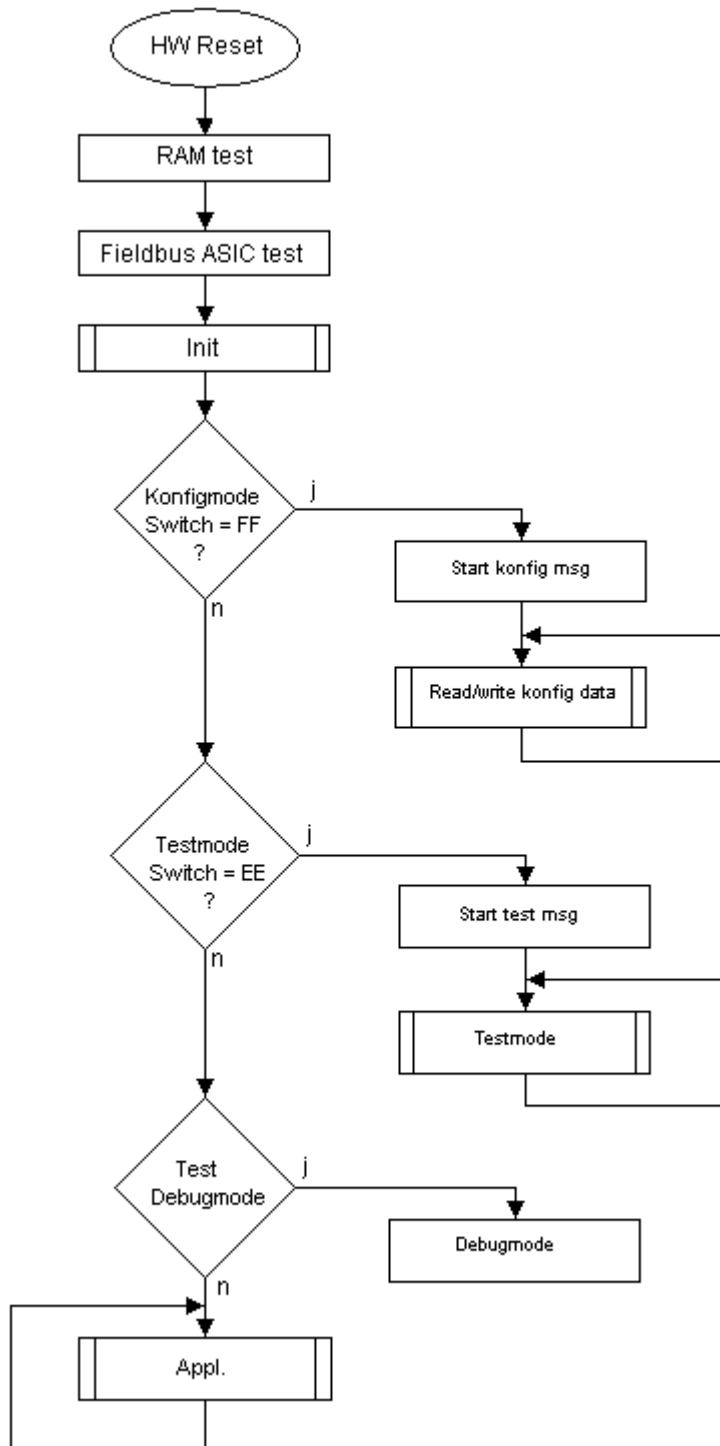 HW Reset
RAM test
Fieldbus ASIC test
Init
Konfigmode
Switch = FF
?
j
n
Start konfig msg
Read/write konfig data
Testmode
Switch = EE
?
j
n
Start test msg
Testmode
Test
Debugmode
j
n
Debugmode
Appl.